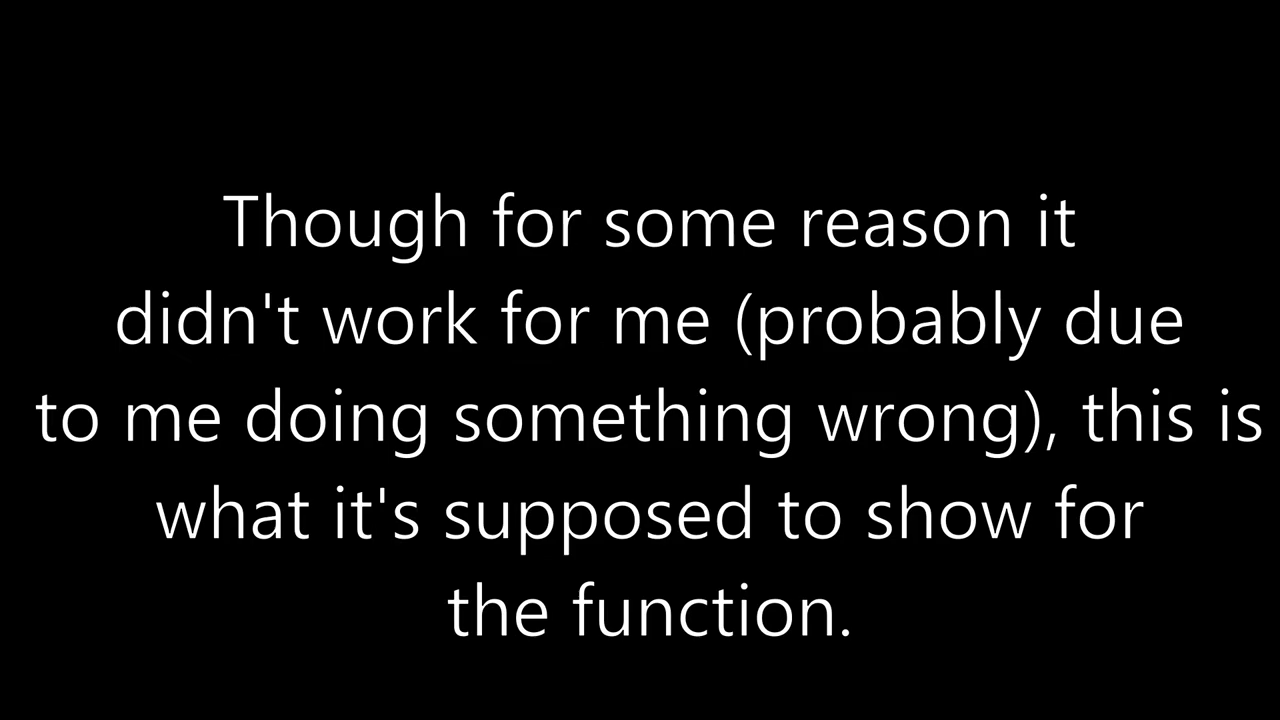 Though for some reason it
didn't work for me (probably due
to me doing something wrong), this is
what it's supposed to show for
the function.